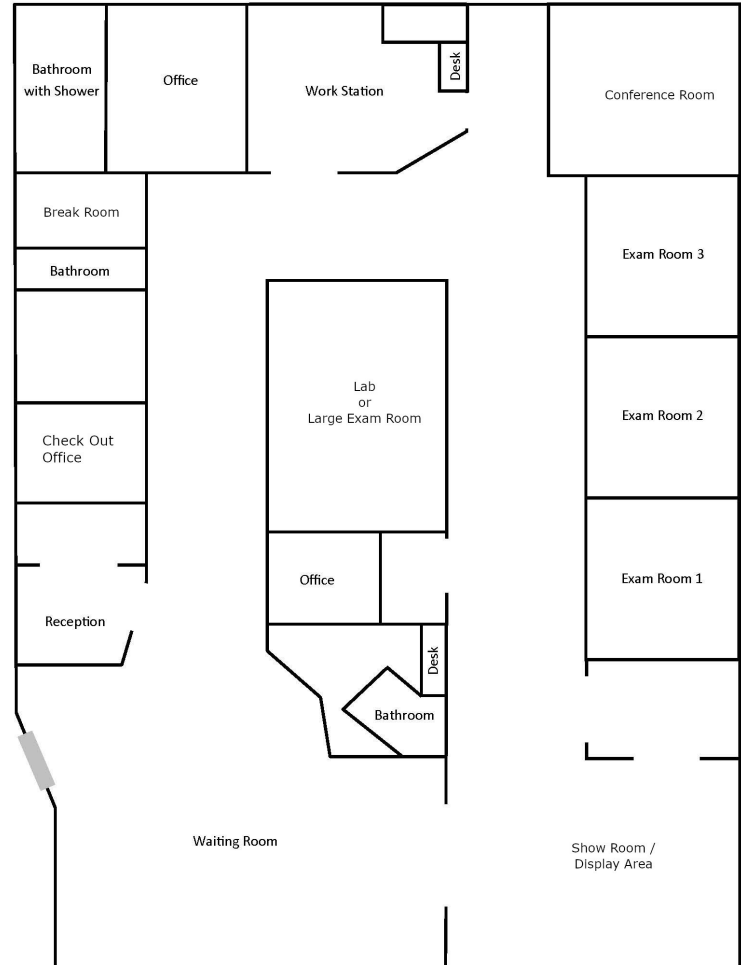 Bathroom
with Shower
Office
Work Station
Desk
Conference Room
Break Room
Bathroom
Exam Room 3
Lab
or
Large Exam Room
Exam Room 2
Check Out
Office
Office
Exam Room 1
Reception
Desk
Bathroom
Waiting Room
Show Room /
Display Area